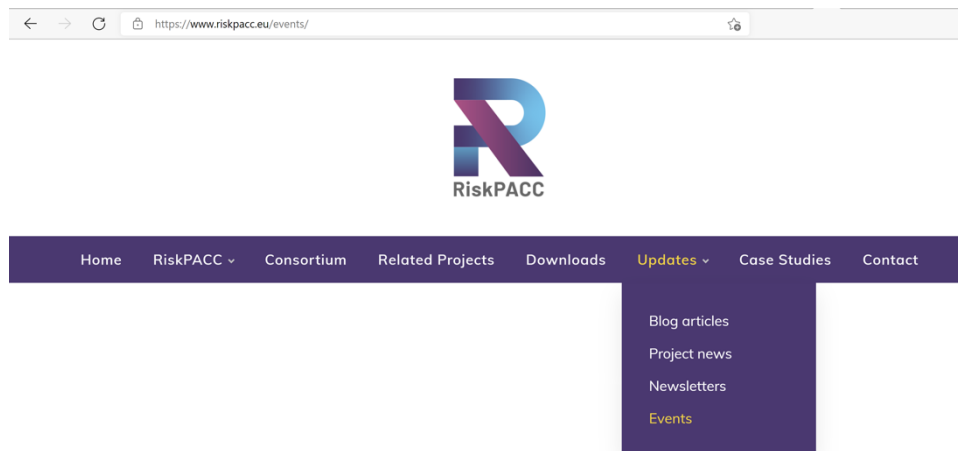 https://www.riskpacc.eu/events/
RiskPACC
Home RiskPACC Consortium Related Projects Downloads Updates Case Studies Contact
Blog articles
Project news
Newsletters
Events